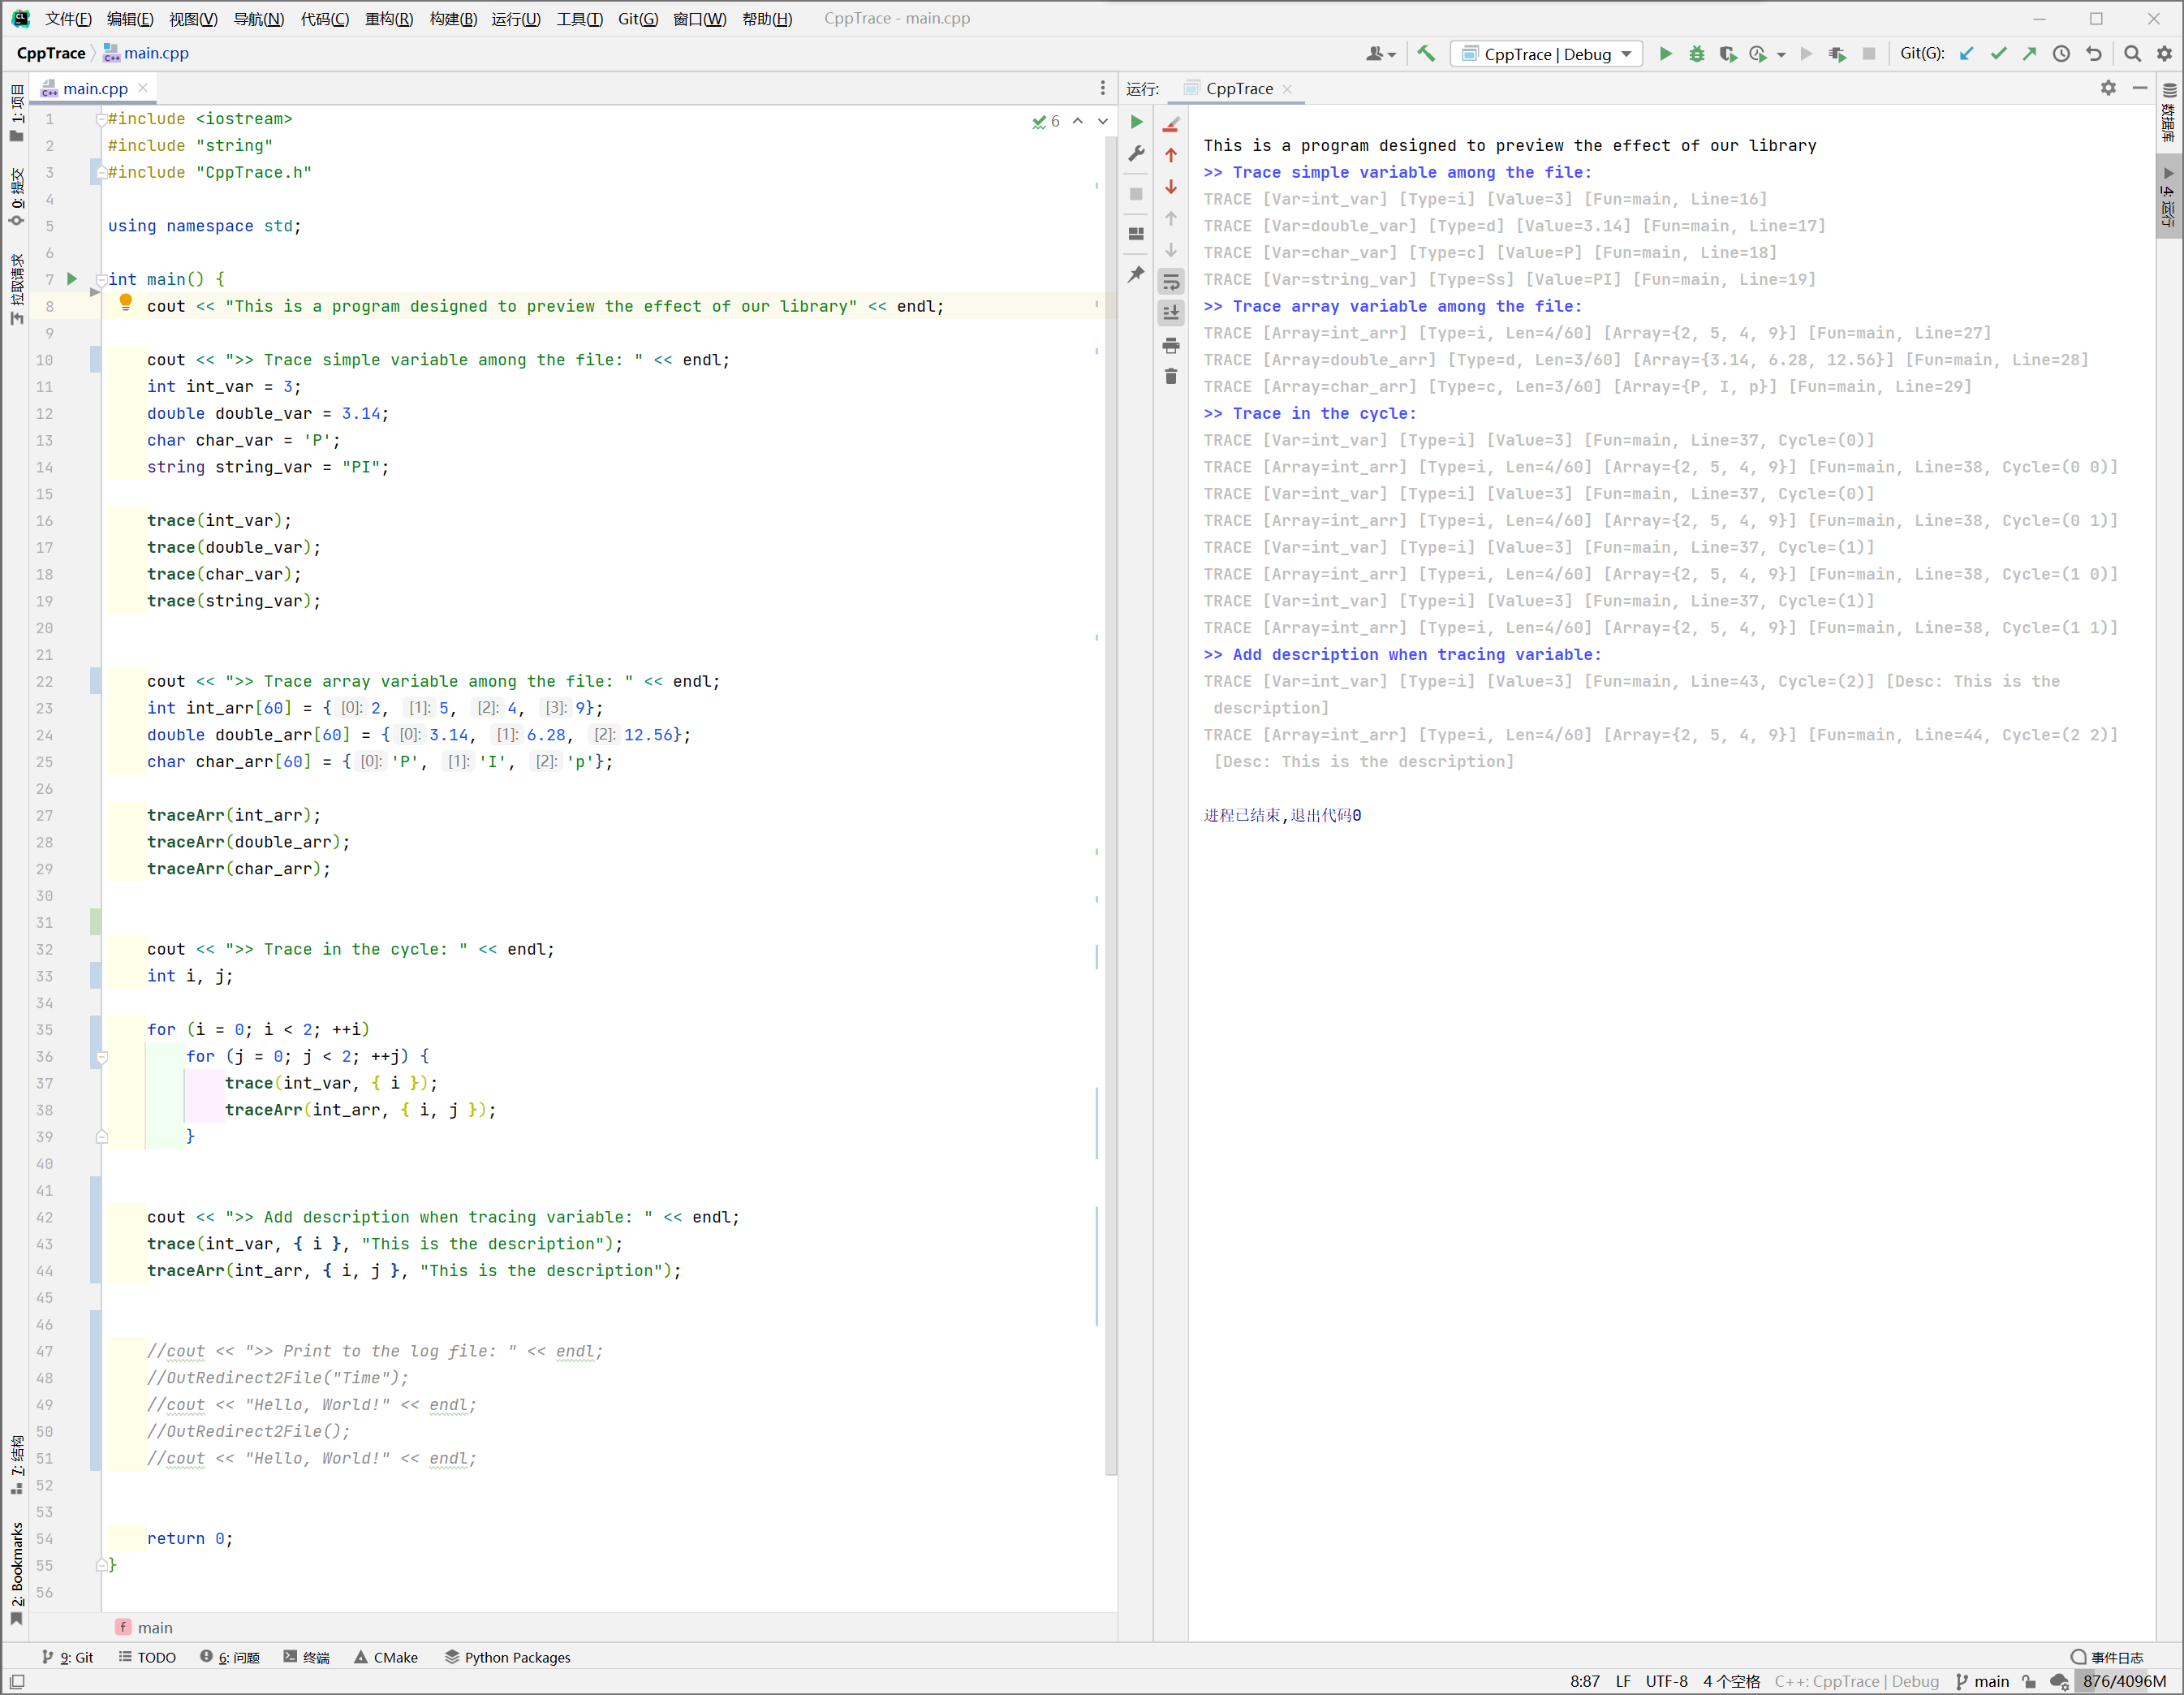 文件(F) 编辑(E) 视图(V) 导航(N) 代码(C) 重构(R) 构建(B) 运行(U) 工具(T) Git(G) 窗口(W) 帮助(H) CppTrace - main.cpp
CppTrace main.cpp CppTrace | Debug Git(G):
main.cpp
运行: CppTrace
1: 项目
0: 提交
拉取请求
7: 结构
2: Bookmarks
6
1 #include <iostream>
2 #include "string"
3 #include "CppTrace.h"
4
5 using namespace std;
6
7 int main() {
8 cout << "This is a program designed to preview the effect of our library" << endl;
9
10 cout << ">> Trace simple variable among the file: " << endl;
11 int int_var = 3;
12 double double_var = 3.14;
13 char char_var = 'P';
14 string string_var = "PI";
15
16 trace(int_var);
17 trace(double_var);
18 trace(char_var);
19 trace(string_var);
20
21
22 cout << ">> Trace array variable among the file: " << endl;
23 int int_arr[60] = { [0]: 2, [1]: 5, [2]: 4, [3]: 9};
24 double double_arr[60] = { [0]: 3.14, [1]: 6.28, [2]: 12.56};
25 char char_arr[60] = { [0]: 'P', [1]: 'I', [2]: 'p'};
26
27 traceArr(int_arr);
28 traceArr(double_arr);
29 traceArr(char_arr);
30
31
32 cout << ">> Trace in the cycle: " << endl;
33 int i, j;
34
35 for (i = 0; i < 2; ++i)
36 for (j = 0; j < 2; ++j) {
37 trace(int_var, { i });
38 traceArr(int_arr, { i, j });
39 }
40
41
42 cout << ">> Add description when tracing variable: " << endl;
43 trace(int_var, { i }, "This is the description");
44 traceArr(int_arr, { i, j }, "This is the description");
45
46
47 //cout << ">> Print to the log file: " << endl;
48 //OutRedirect2File("Time");
49 //cout << "Hello, World!" << endl;
50 //OutRedirect2File();
51 //cout << "Hello, World!" << endl;
52
53
54 return 0;
55 }
56
f main
This is a program designed to preview the effect of our library
>> Trace simple variable among the file:
TRACE [Var=int_var] [Type=i] [Value=3] [Fun=main, Line=16]
TRACE [Var=double_var] [Type=d] [Value=3.14] [Fun=main, Line=17]
TRACE [Var=char_var] [Type=c] [Value=P] [Fun=main, Line=18]
TRACE [Var=string_var] [Type=Ss] [Value=PI] [Fun=main, Line=19]
>> Trace array variable among the file:
TRACE [Array=int_arr] [Type=i, Len=4/60] [Array={2, 5, 4, 9}] [Fun=main, Line=27]
TRACE [Array=double_arr] [Type=d, Len=3/60] [Array={3.14, 6.28, 12.56}] [Fun=main, Line=28]
TRACE [Array=char_arr] [Type=c, Len=3/60] [Array={P, I, p}] [Fun=main, Line=29]
>> Trace in the cycle:
TRACE [Var=int_var] [Type=i] [Value=3] [Fun=main, Line=37, Cycle=(0)]
TRACE [Array=int_arr] [Type=i, Len=4/60] [Array={2, 5, 4, 9}] [Fun=main, Line=38, Cycle=(0 0)]
TRACE [Var=int_var] [Type=i] [Value=3] [Fun=main, Line=37, Cycle=(0)]
TRACE [Array=int_arr] [Type=i, Len=4/60] [Array={2, 5, 4, 9}] [Fun=main, Line=38, Cycle=(0 1)]
TRACE [Var=int_var] [Type=i] [Value=3] [Fun=main, Line=37, Cycle=(1)]
TRACE [Array=int_arr] [Type=i, Len=4/60] [Array={2, 5, 4, 9}] [Fun=main, Line=38, Cycle=(1 0)]
TRACE [Var=int_var] [Type=i] [Value=3] [Fun=main, Line=37, Cycle=(1)]
TRACE [Array=int_arr] [Type=i, Len=4/60] [Array={2, 5, 4, 9}] [Fun=main, Line=38, Cycle=(1 1)]
>> Add description when tracing variable:
TRACE [Var=int_var] [Type=i] [Value=3] [Fun=main, Line=43, Cycle=(2)] [Desc: This is the
description]
TRACE [Array=int_arr] [Type=i, Len=4/60] [Array={2, 5, 4, 9}] [Fun=main, Line=44, Cycle=(2 2)]
[Desc: This is the description]
进程已结束,退出代码0
数据库
4: 运行
9: Git TODO 6: 问题 终端 CMake Python Packages 事件日志
8:87 LF UTF-8 4 个空格 C++: CppTrace | Debug main 876/4096M